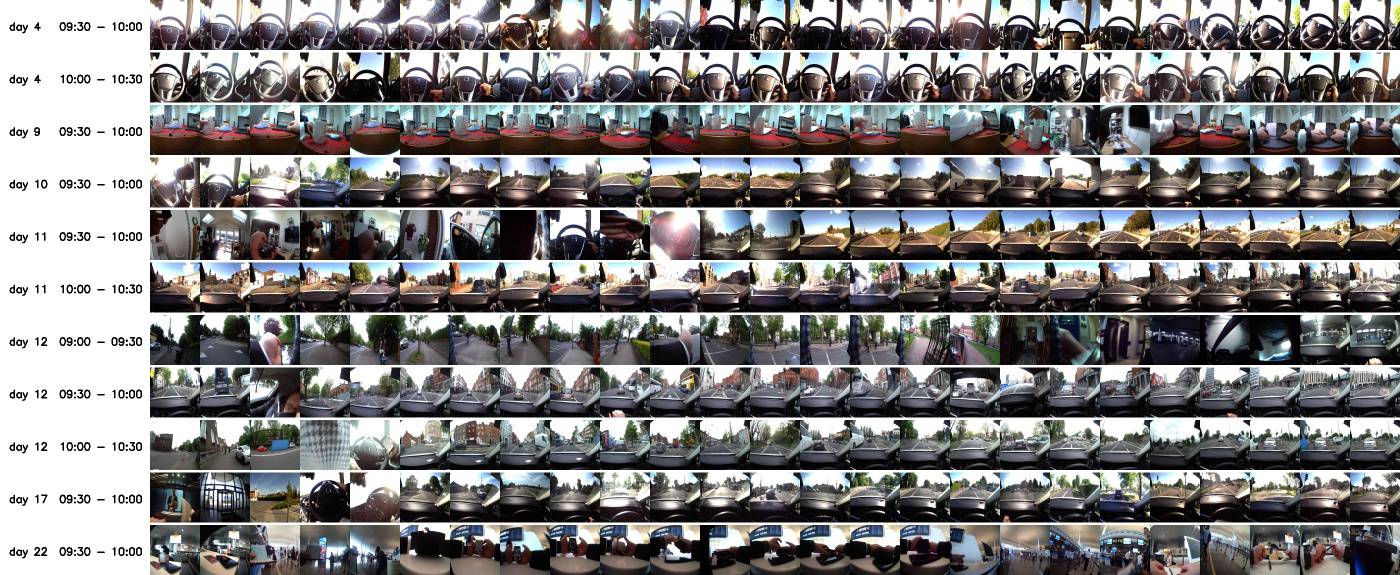 day 4 09:30 – 10:00
day 4 10:00 – 10:30
day 9 09:30 – 10:00
day 10 09:30 – 10:00
day 11 09:30 – 10:00
day 11 10:00 – 10:30
day 12 09:00 – 09:30
day 12 09:30 – 10:00
day 12 10:00 – 10:30
day 17 09:30 – 10:00
day 22 09:30 – 10:00